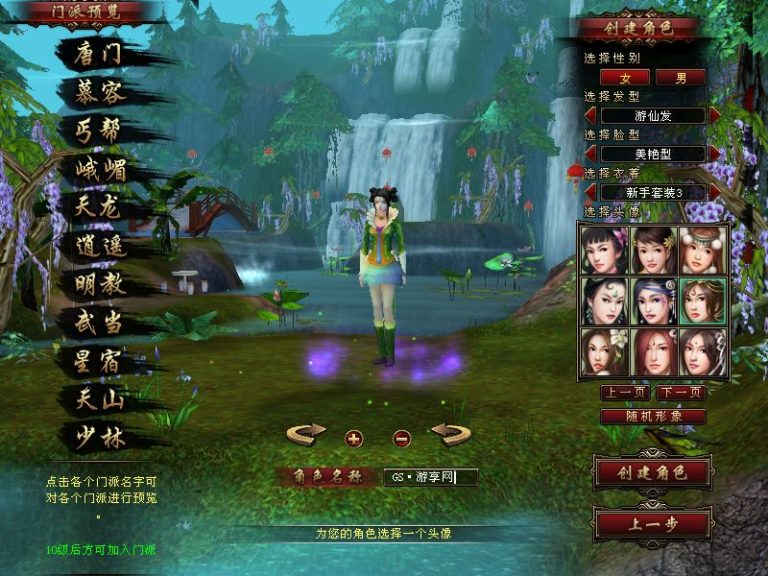 门派预览
唐门
慕容
丐帮
峨嵋
天龙
逍遥
明教
武当
星宿
天山
少林
点击各个门派名字可
对各个门派进行预览
10级后方可加入门派
创建角色
选择性别
女 男
选择发型
游仙发
选择脸型
美艳型
选择衣着
新手套装3
选择头像
上一页 下一页
随机形象
创建角色
上一步
角色名称 GS·游享网
为您的角色选择一个头像